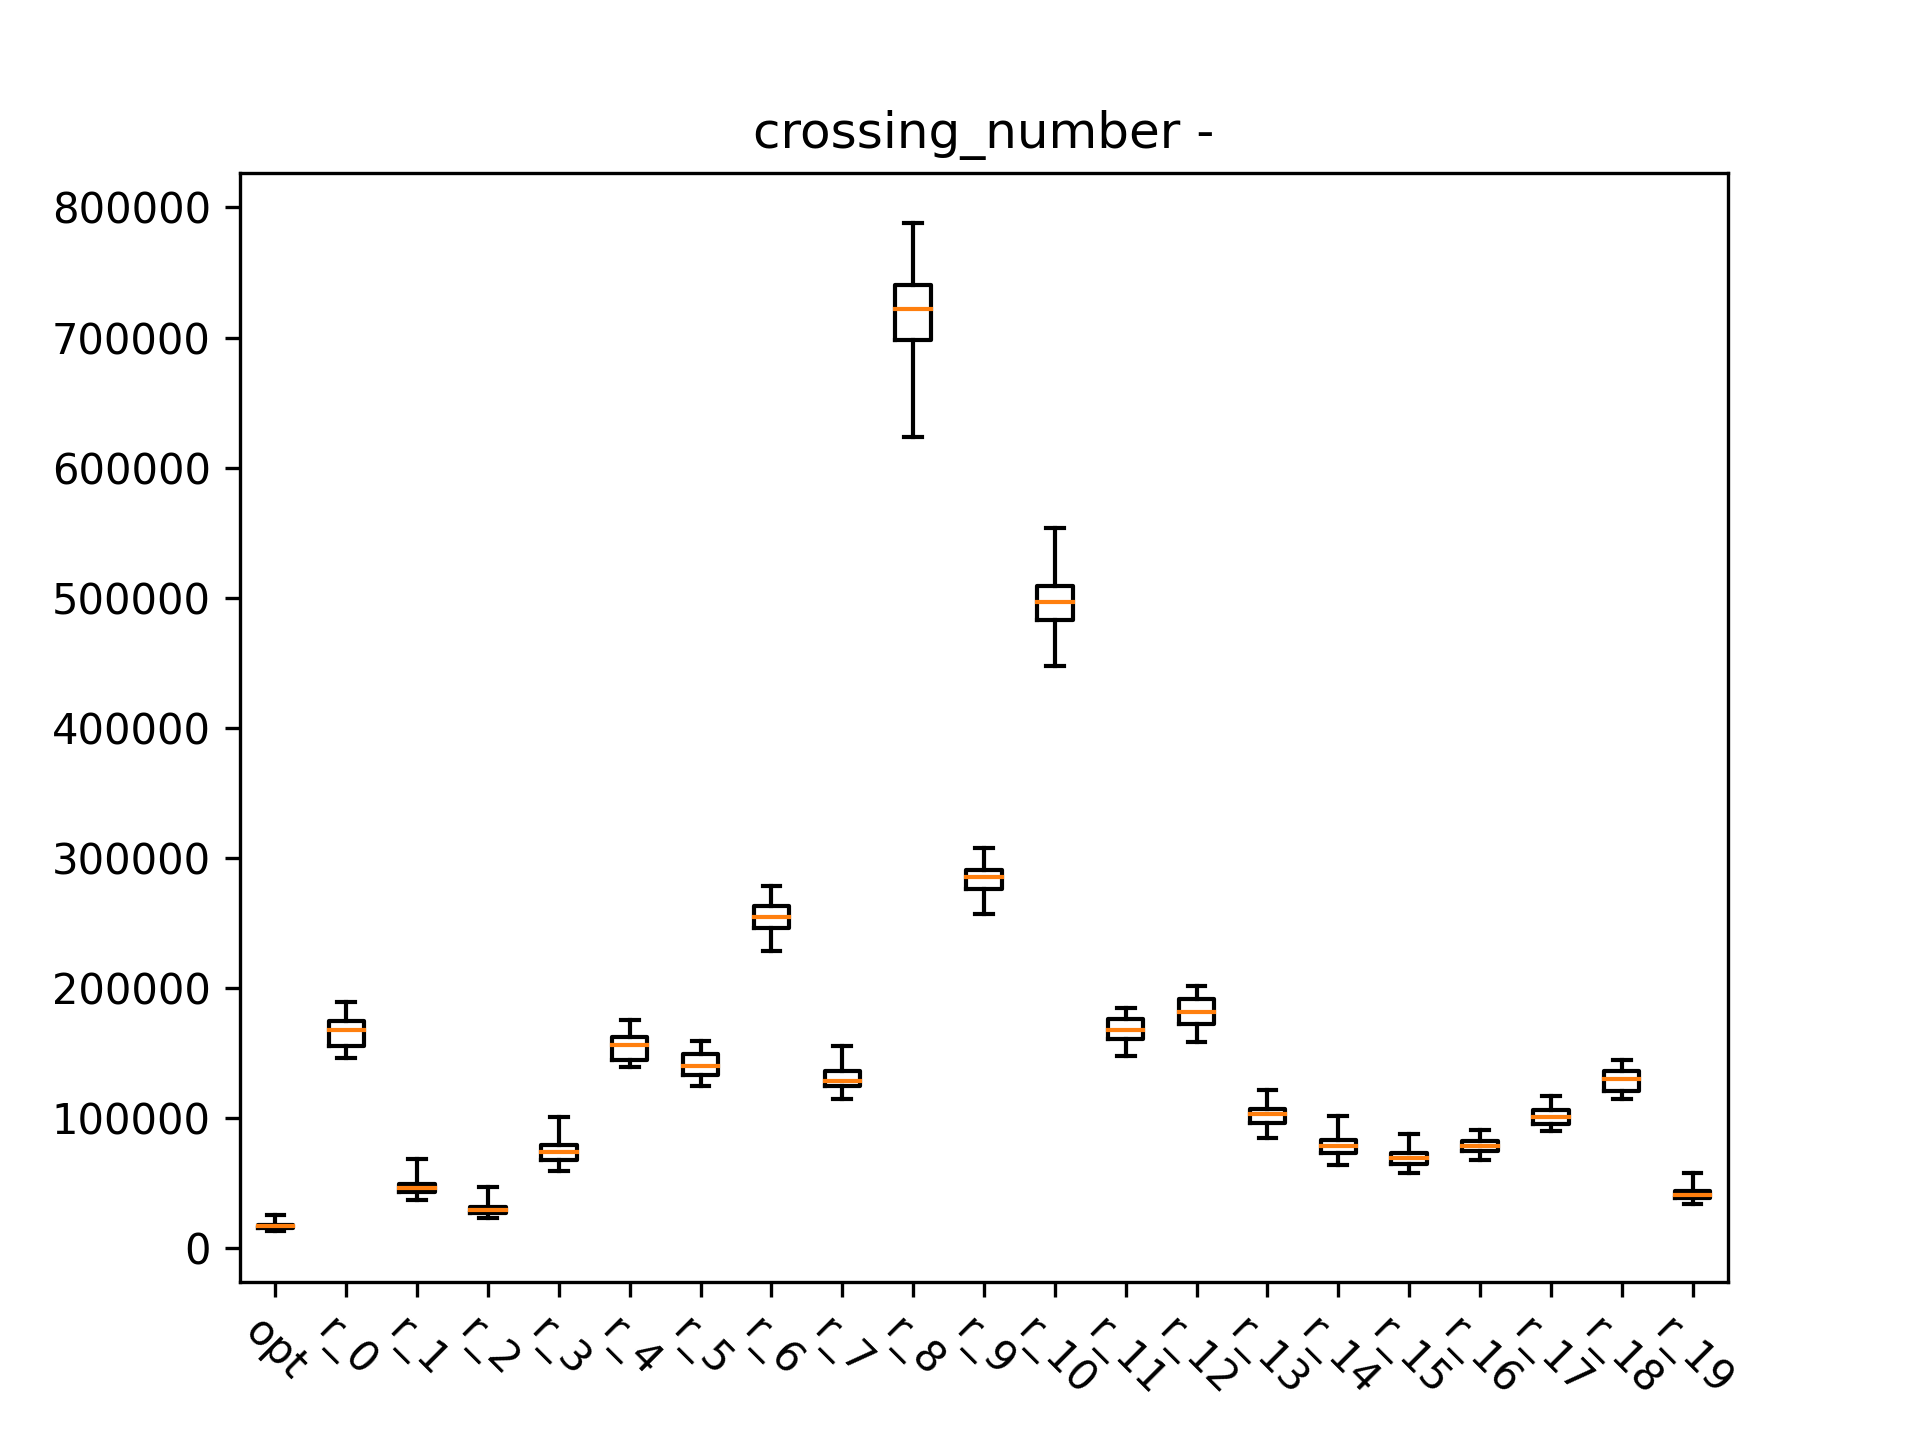 crossing_number -
800000
700000
600000
500000
400000
300000
200000
100000
0
opt
r_0
r_1
r_2
r_3
r_4
r_5
r_6
r_7
r_8
r_9
r_10
r_11
r_12
r_13
r_14
r_15
r_16
r_17
r_18
r_19